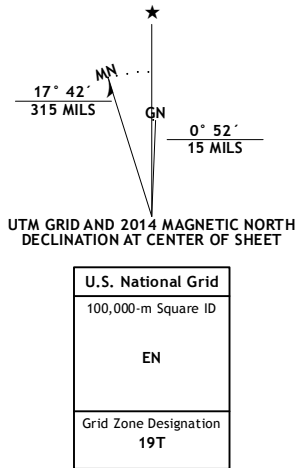 ★
MN
17° 42´
315 MILS
GN
0° 52´
15 MILS
UTM GRID AND 2014 MAGNETIC NORTH
DECLINATION AT CENTER OF SHEET
U.S. National Grid
100,000-m Square ID
EN
Grid Zone Designation
19T